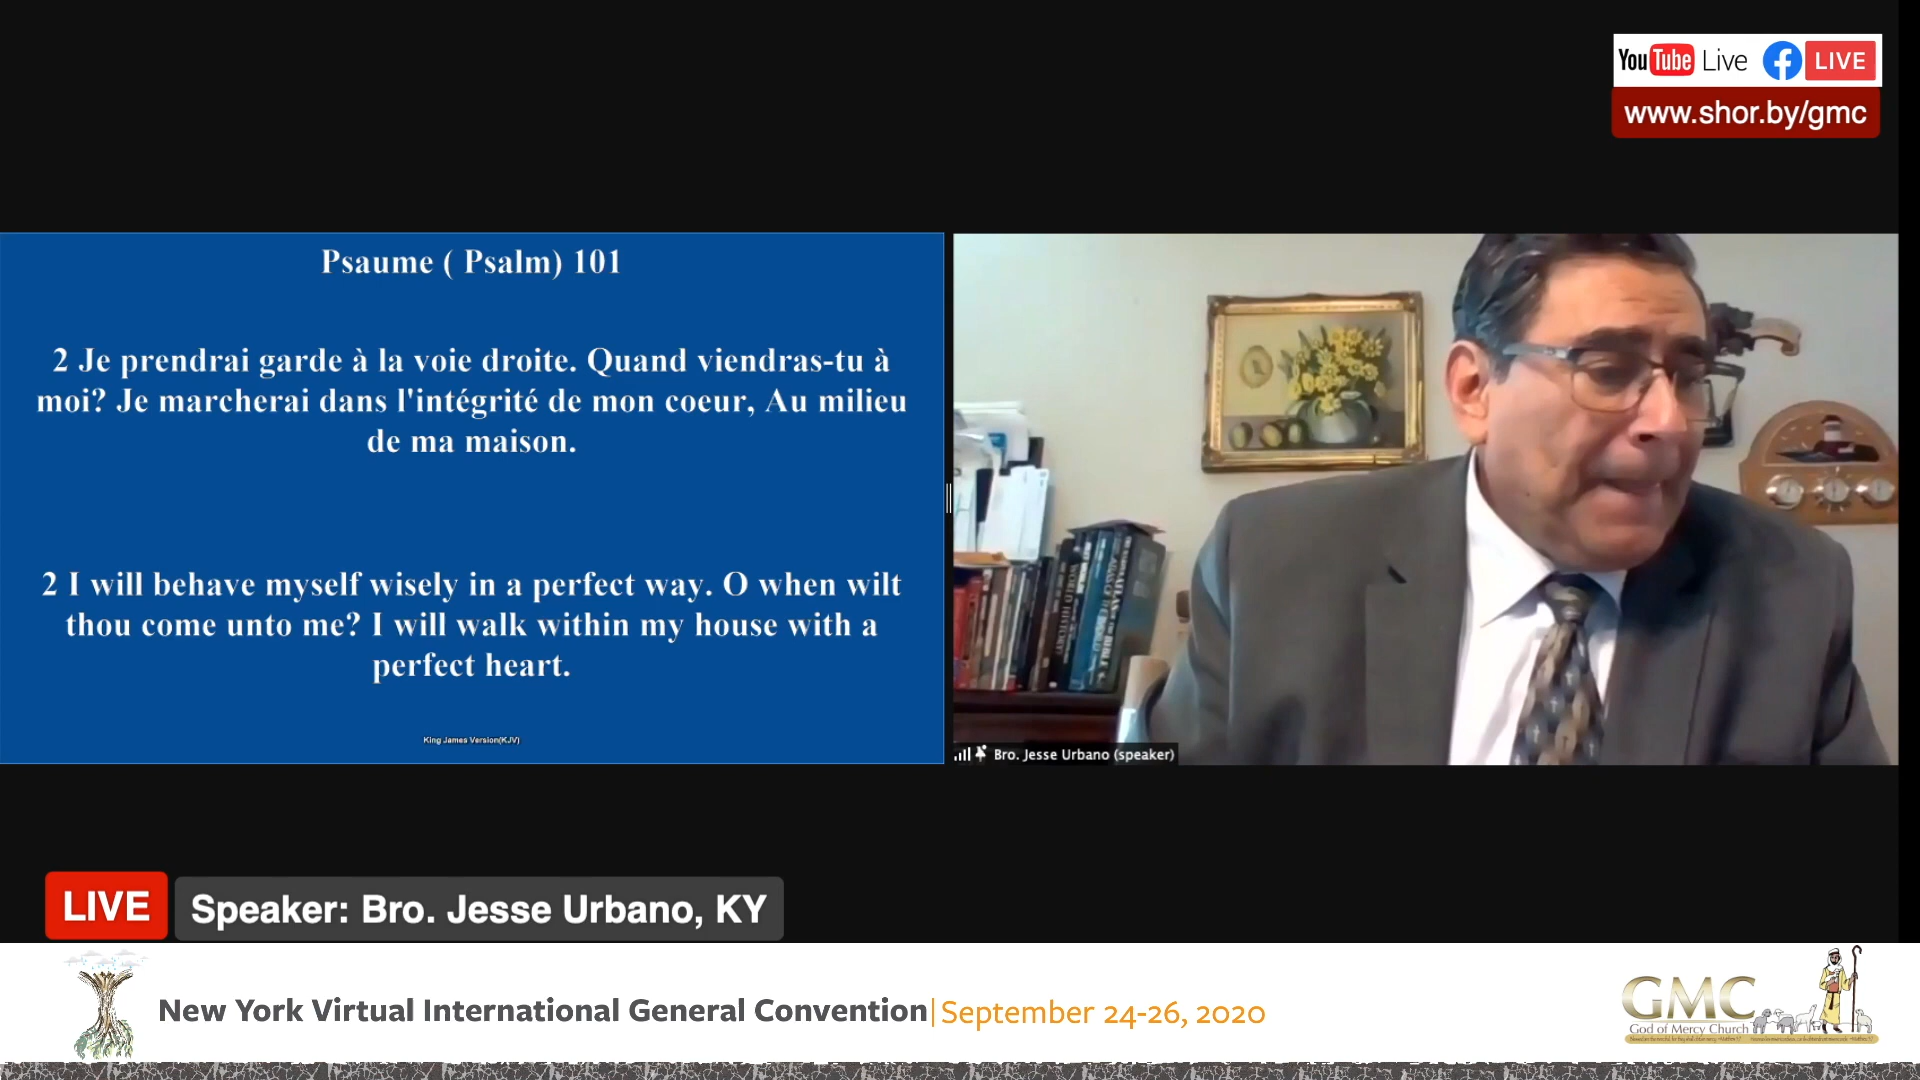 YouTube Live LIVE
www.shor.by/gmc
Psaume ( Psalm) 101
2 Je prendrai garde à la voie droite. Quand viendras-tu à
moi? Je marcherai dans l'intégrité de mon coeur, Au milieu
de ma maison.
2 I will behave myself wisely in a perfect way. O when wilt
thou come unto me? I will walk within my house with a
perfect heart.
King James Version(KJV)
WORLD HISTORY
Bro. Jesse Urbano (speaker)
LIVE
Speaker: Bro. Jesse Urbano, KY
New York Virtual International General Convention| September 24-26, 2020
GMC
God of Mercy Church